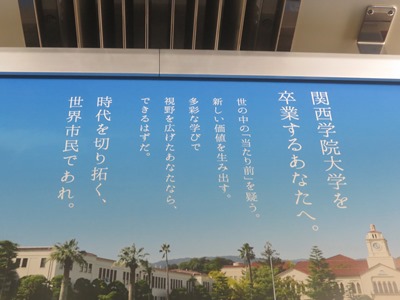 関西学院大学を
卒業するあなたへ。
世の中の「当たり前」を疑う。
新しい価値を生み出す。
多彩な学びで
視野を広げたあなたなら、
できるはずだ。
時代を切り拓く、
世界市民であれ。